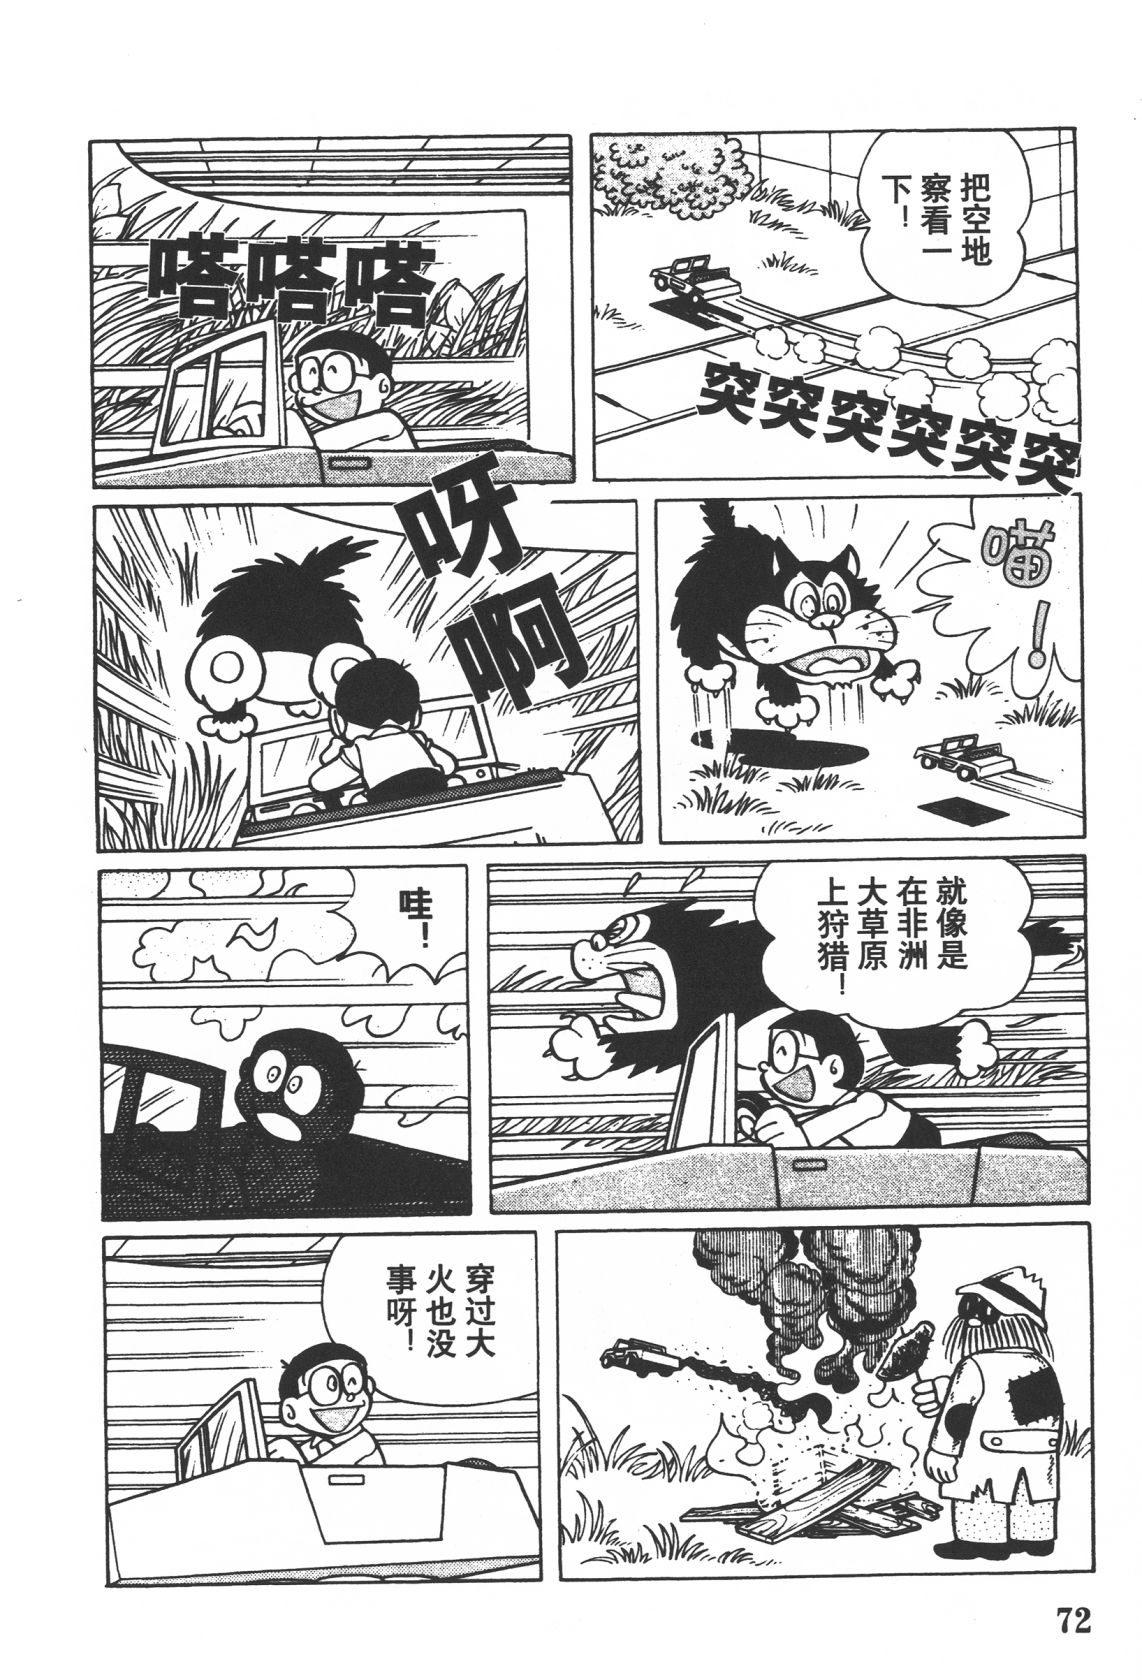 把空地
察看一
下！
突突突突突突
嗒嗒嗒
喵！
呀
啊
就像是
在非洲
大草原
上狩猎！
哇！
穿过大
火也没
事呀！
72